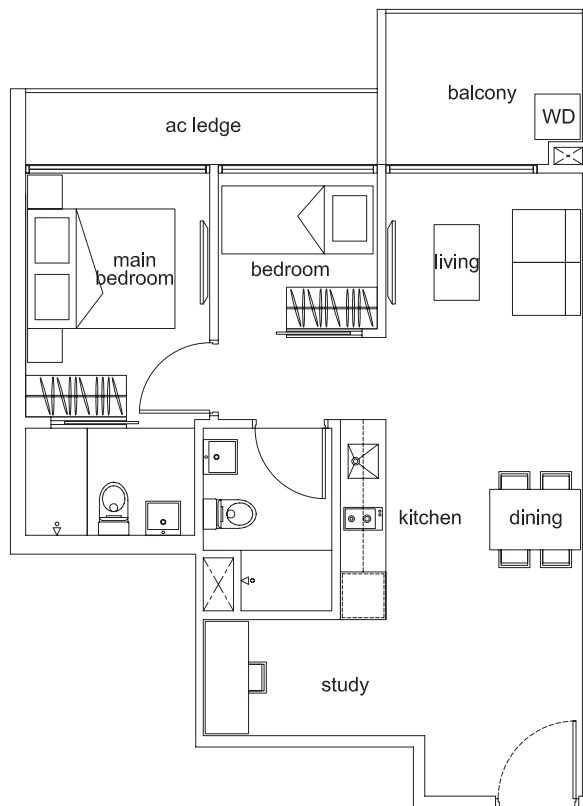 balcony
WD
ac ledge
main
bedroom
bedroom
living
kitchen
dining
study